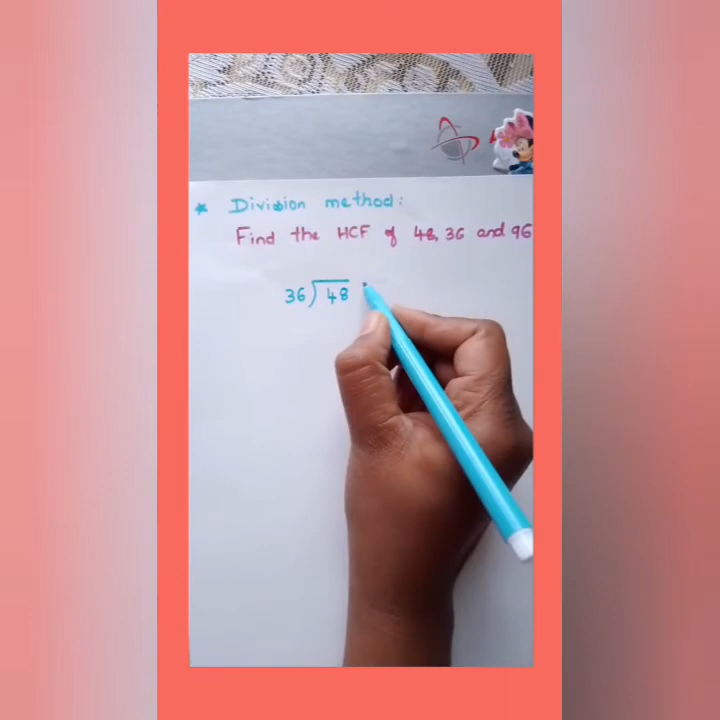 * Division method:
Find the HCF of 48, 36 and 96
36) 48